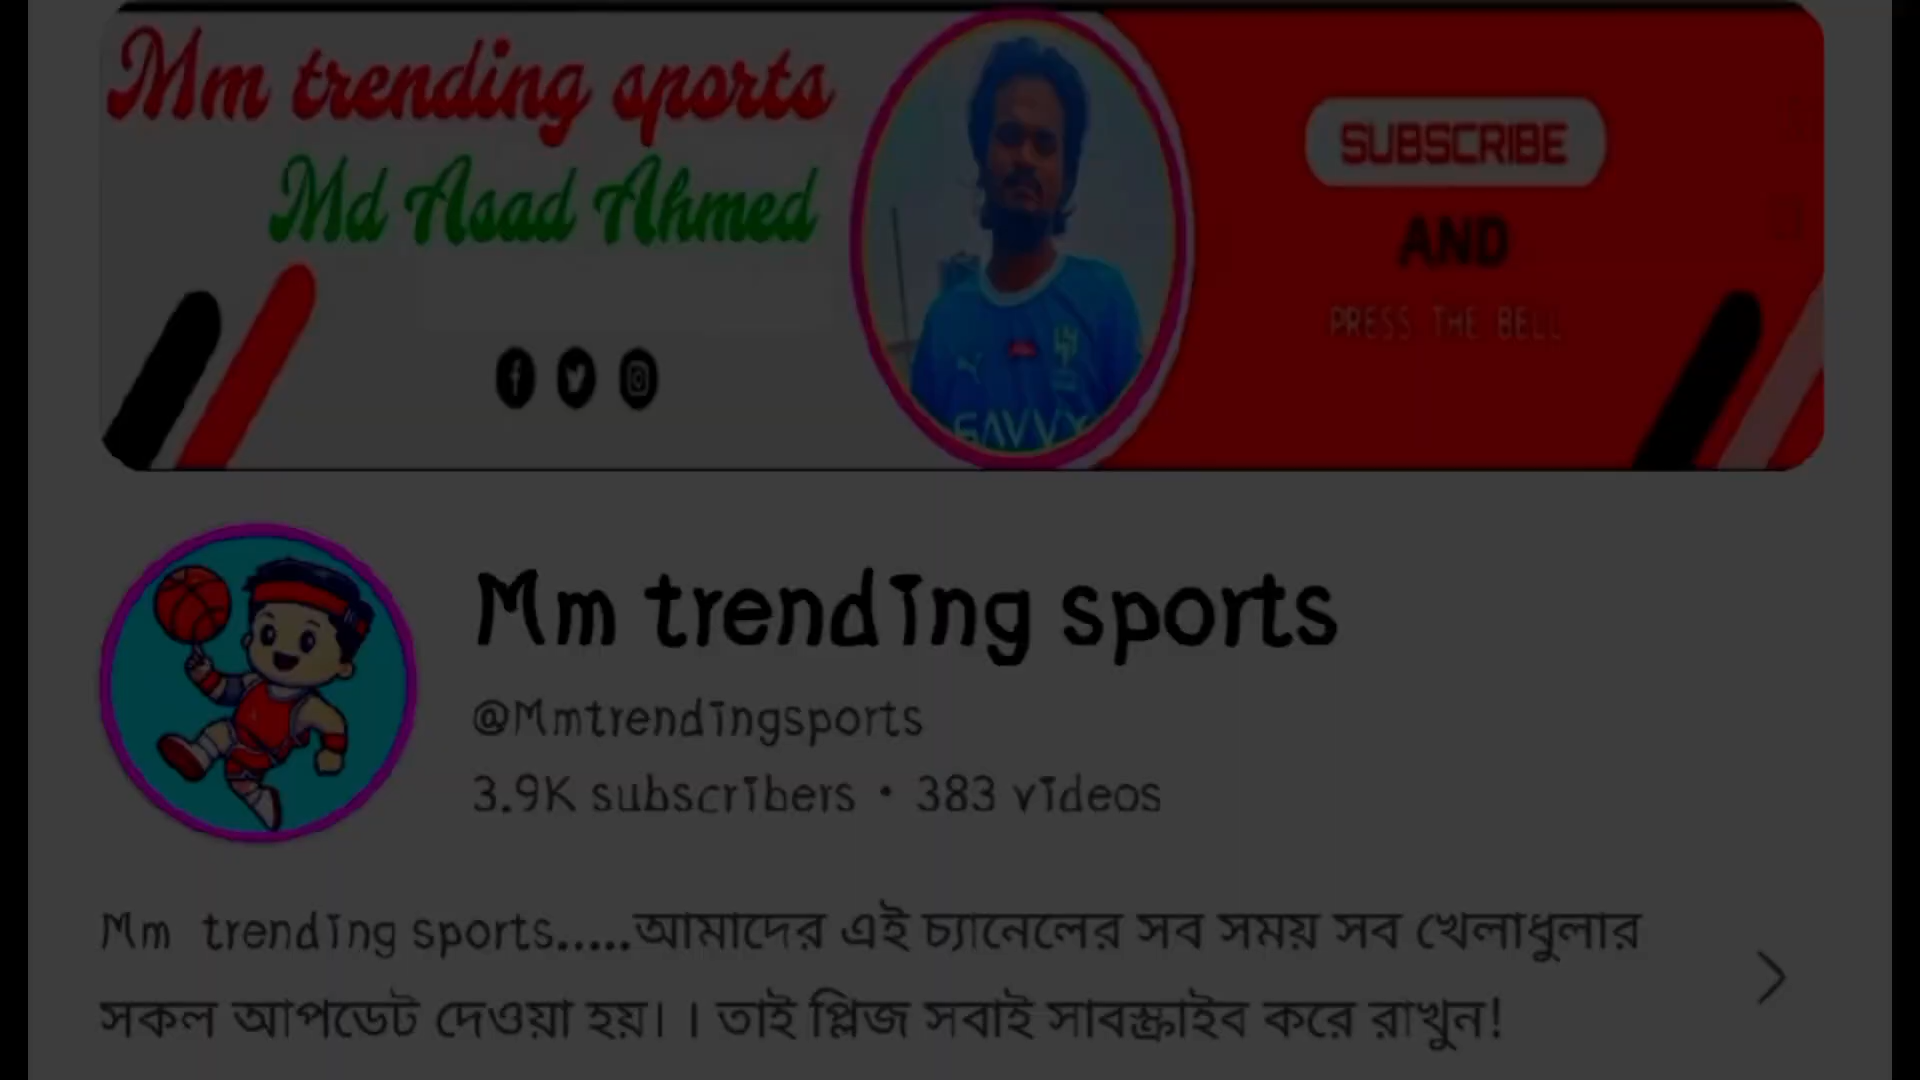 Mm trending sports
Md Asad Ahmed
SAVVY
SUBSCRIBE
AND
PRESS THE BELL
Mm trending sports
@Mmtrendingsports
3.9K subscribers • 383 videos
Mm trending sports.....আমাদের এই চ্যানেলের সব সময় সব খেলাধুলার
সকল আপডেট দেওয়া হয়। । তাই প্লিজ সবাই সাবস্ক্রাইব করে রাখুন!